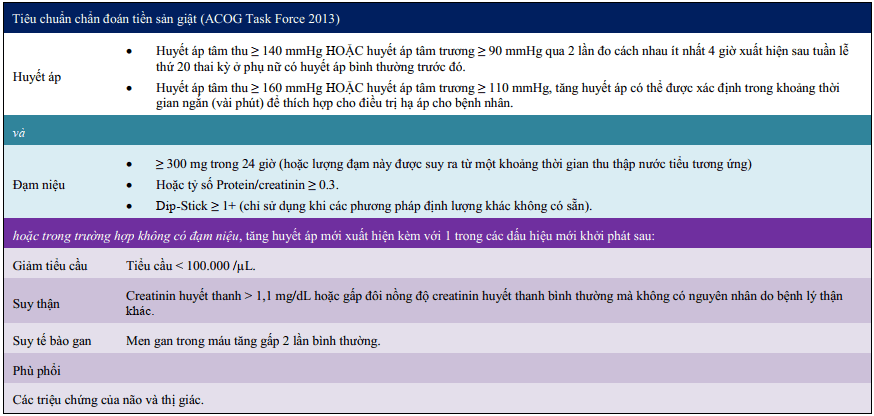 Tiêu chuẩn chẩn đoán tiền sản giật (ACOG Task Force 2013)
Huyết áp
• Huyết áp tâm thu ≥ 140 mmHg HOẶC huyết áp tâm trương ≥ 90 mmHg qua 2 lần đo cách nhau ít nhất 4 giờ xuất hiện sau tuần lễ
thứ 20 thai kỳ ở phụ nữ có huyết áp bình thường trước đó.
• Huyết áp tâm thu ≥ 160 mmHg HOẶC huyết áp tâm trương ≥ 110 mmHg, tăng huyết áp có thể được xác định trong khoảng thời
gian ngắn (vài phút) để thích hợp cho điều trị hạ áp cho bệnh nhân.
và
Đạm niệu
• ≥ 300 mg trong 24 giờ (hoặc lượng đạm này được suy ra từ một khoảng thời gian thu thập nước tiểu tương ứng)
• Hoặc tỷ số Protein/creatinin ≥ 0.3.
• Dip-Stick ≥ 1+ (chỉ sử dụng khi các phương pháp định lượng khác không có sẵn).
hoặc trong trường hợp không có đạm niệu, tăng huyết áp mới xuất hiện kèm với 1 trong các dấu hiệu mới khởi phát sau:
Giảm tiểu cầu Tiểu cầu < 100.000 /µL.
Suy thận
Creatinin huyết thanh > 1,1 mg/dL hoặc gấp đôi nồng độ creatinin huyết thanh bình thường mà không có nguyên nhân do bệnh lý thận
khác.
Suy tế bào gan Men gan trong máu tăng gấp 2 lần bình thường.
Phù phổi
Các triệu chứng của não và thị giác.